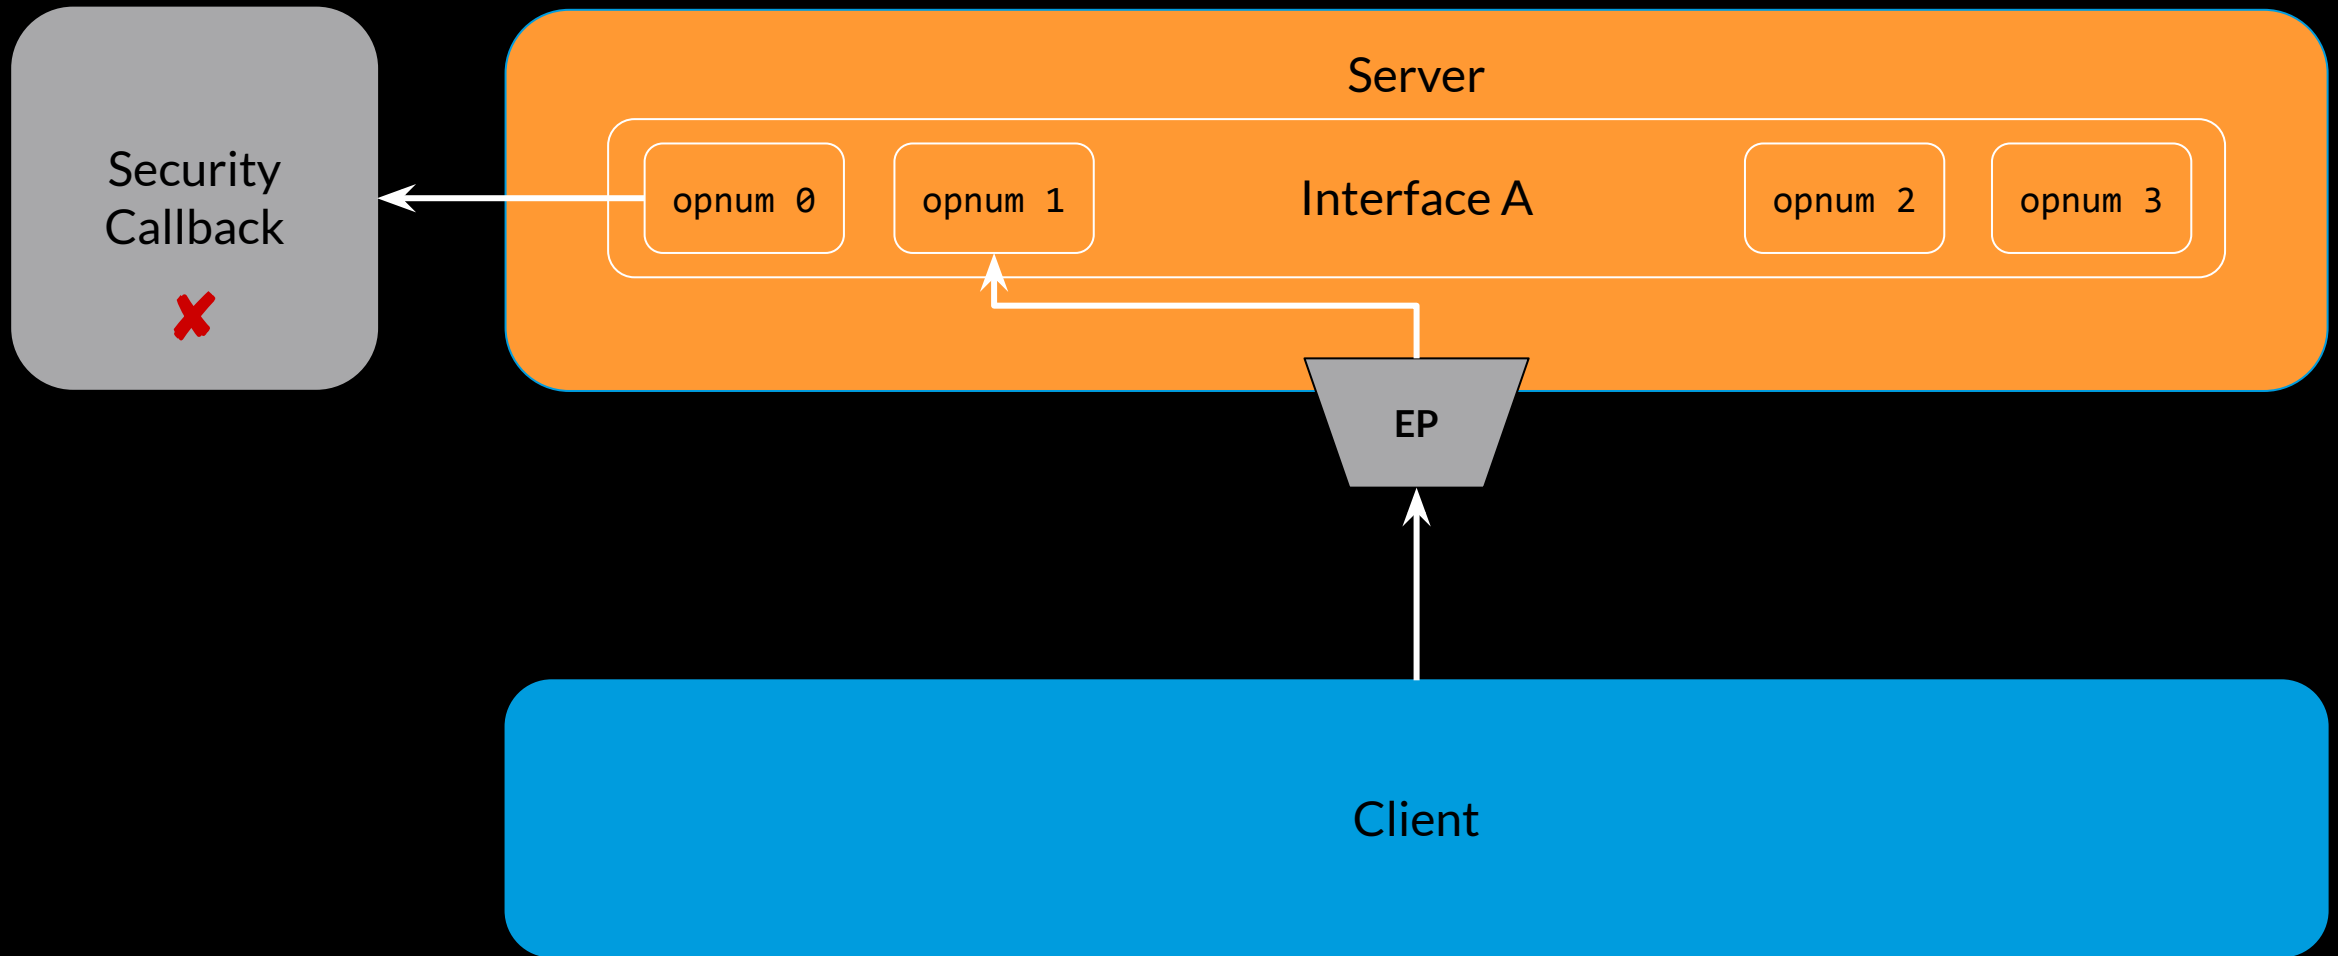 Server
Security
Callback
opnum 0
opnum 1
Interface A
opnum 2
opnum 3
EP
Client